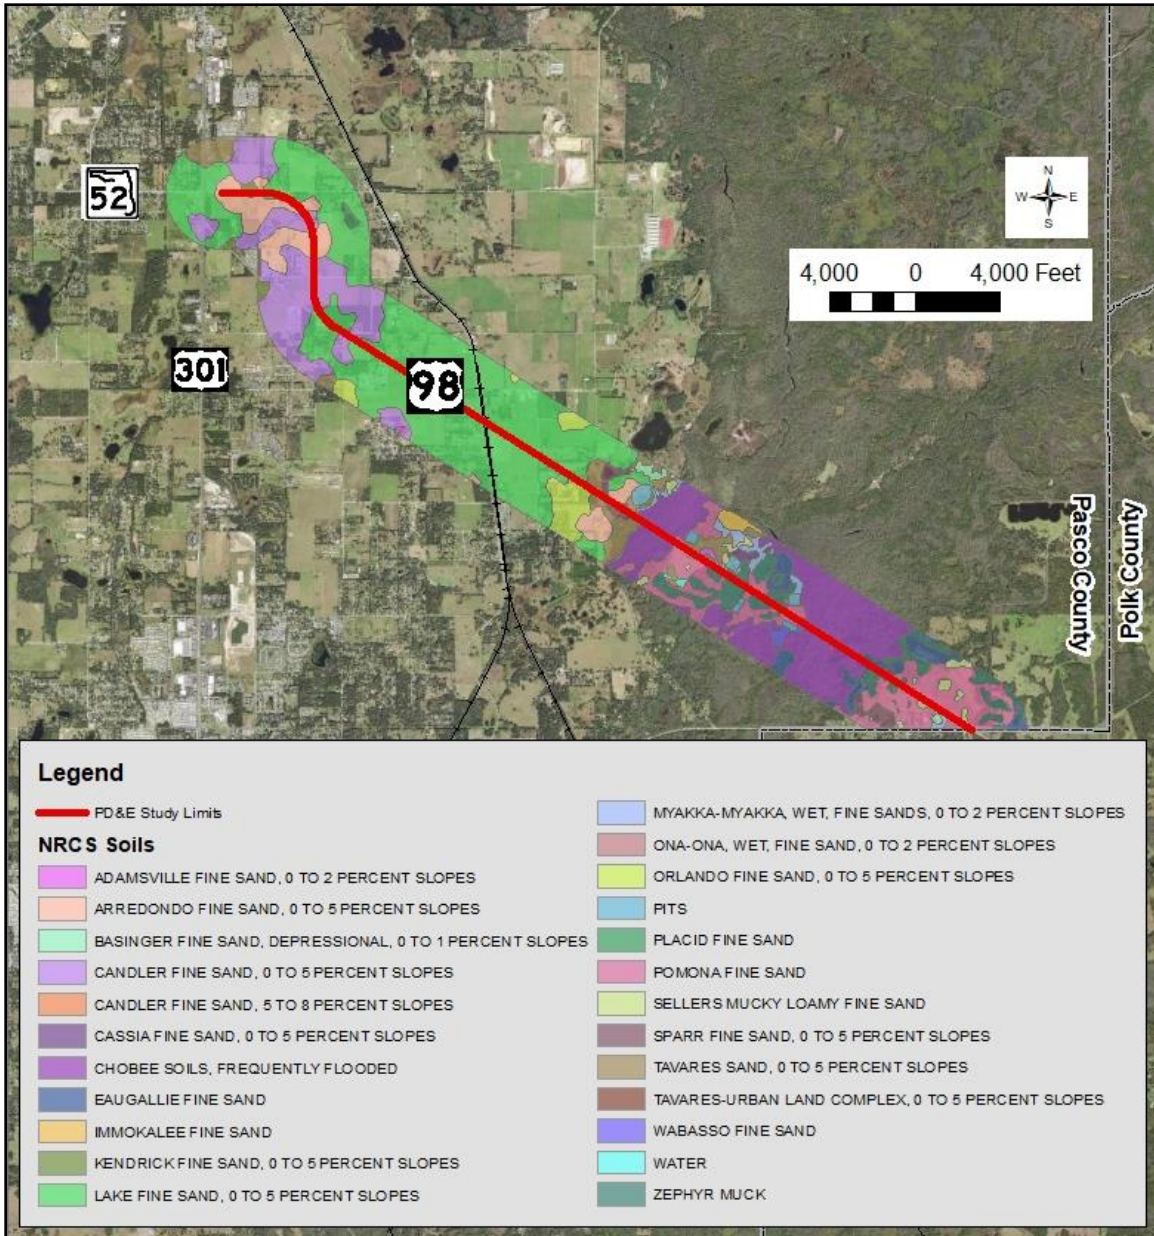 52
N
W E
S
4,000 0 4,000 Feet
301
98
Pasco County
Polk County
Legend
PD&E Study Limits
NRCS Soils
ADAMSVILLE FINE SAND, 0 TO 2 PERCENT SLOPES
ARREDONDO FINE SAND, 0 TO 5 PERCENT SLOPES
BASINGER FINE SAND, DEPRESSIONAL, 0 TO 1 PERCENT SLOPES
CANDLER FINE SAND, 0 TO 5 PERCENT SLOPES
CANDLER FINE SAND, 5 TO 8 PERCENT SLOPES
CASSIA FINE SAND, 0 TO 5 PERCENT SLOPES
CHOBEE SOILS, FREQUENTLY FLOODED
EAUGALLIE FINE SAND
IMMOKALEE FINE SAND
KENDRICK FINE SAND, 0 TO 5 PERCENT SLOPES
LAKE FINE SAND, 0 TO 5 PERCENT SLOPES
MYAKKA-MYAKKA, WET, FINE SANDS, 0 TO 2 PERCENT SLOPES
ONA-ONA, WET, FINE SAND, 0 TO 2 PERCENT SLOPES
ORLANDO FINE SAND, 0 TO 5 PERCENT SLOPES
PITS
PLACID FINE SAND
POMONA FINE SAND
SELLERS MUCKY LOAMY FINE SAND
SPARR FINE SAND, 0 TO 5 PERCENT SLOPES
TAVARES SAND, 0 TO 5 PERCENT SLOPES
TAVARES-URBAN LAND COMPLEX, 0 TO 5 PERCENT SLOPES
WABASSO FINE SAND
WATER
ZEPHYR MUCK